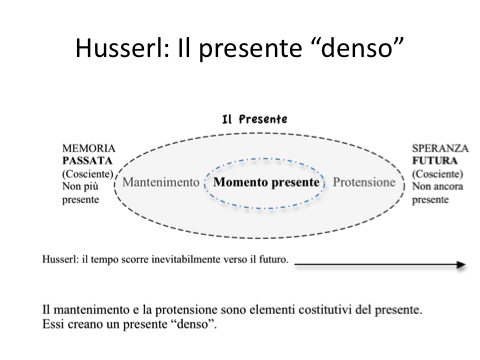 Husserl: Il presente “denso”
Il Presente
MEMORIA
PASSATA
(Cosciente)
Non più
presente
Mantenimento
Momento presente
Protensione
SPERANZA
FUTURA
(Cosciente)
Non ancora
presente
Husserl: il tempo scorre inevitabilmente verso il futuro.
Il mantenimento e la protensione sono elementi costitutivi del presente.
Essi creano un presente “denso”.